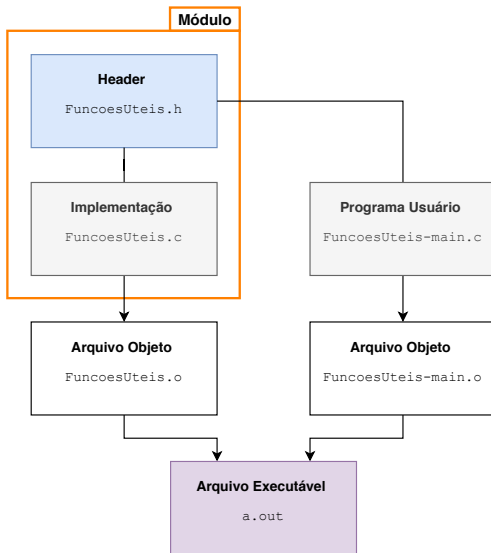 Módulo
Header
FuncoesUteis.h
Implementação
FuncoesUteis.c
Programa Usuário
FuncoesUteis-main.c
Arquivo Objeto
FuncoesUteis.o
Arquivo Objeto
FuncoesUteis-main.o
Arquivo Executável
a.out